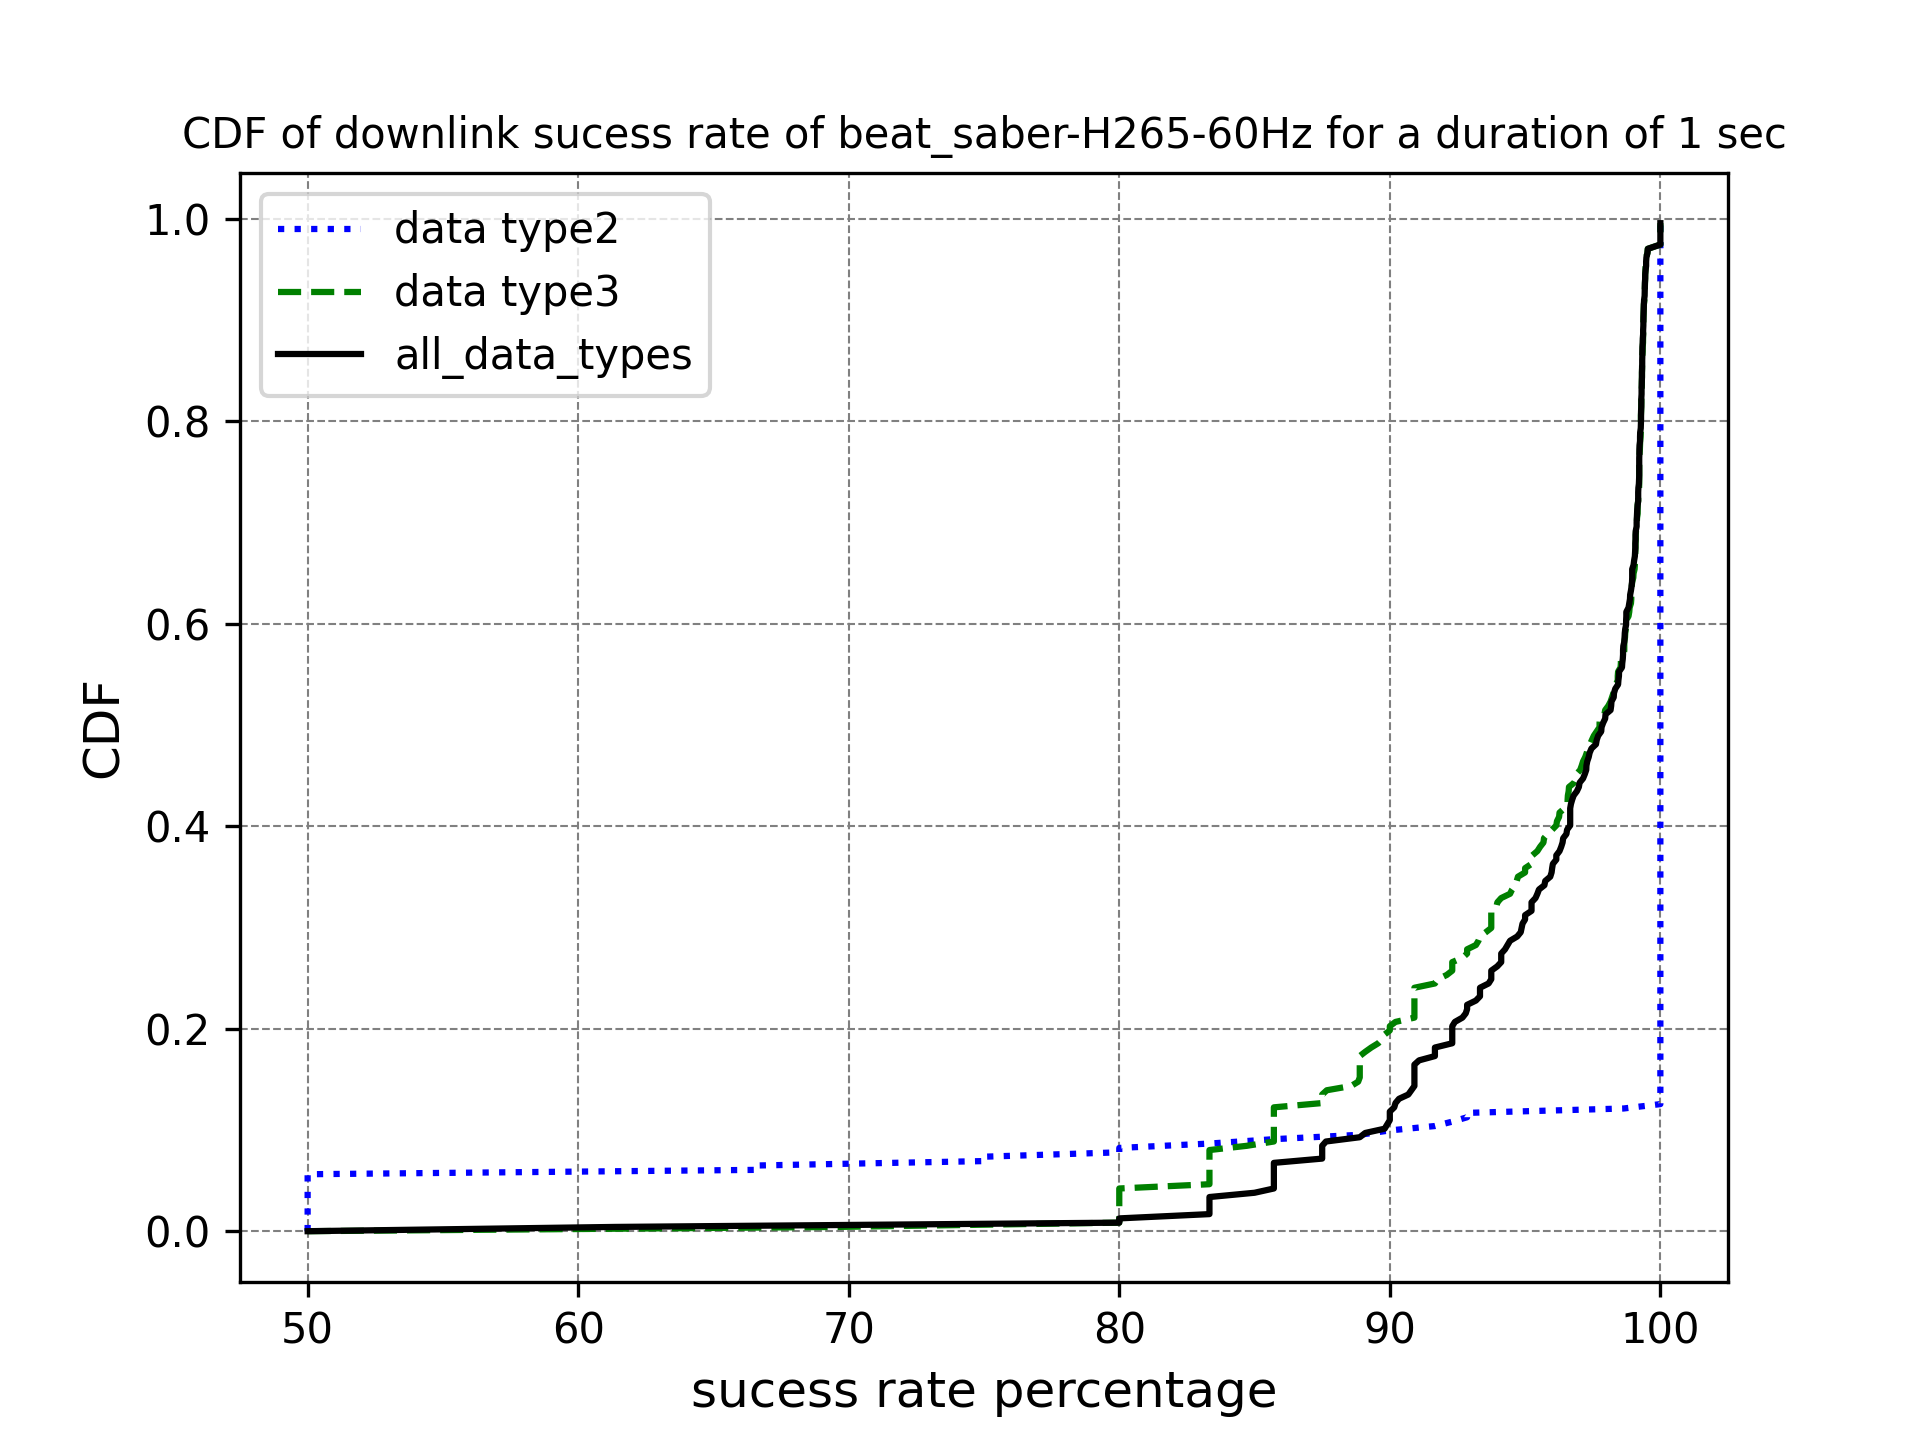 CDF of downlink sucess rate of beat_saber-H265-60Hz for a duration of 1 sec
data type2
data type3
all_data_types
1.0
0.8
0.6
0.4
0.2
0.0
CDF
50 60 70 80 90 100
sucess rate percentage